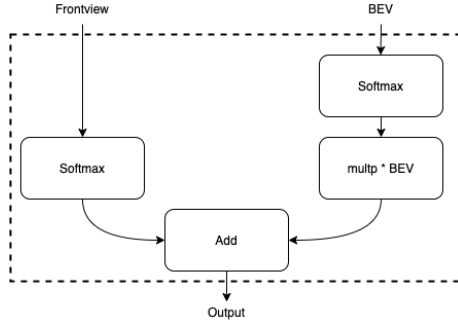 Frontview
BEV
Softmax
Softmax
multp * BEV
Add
Output